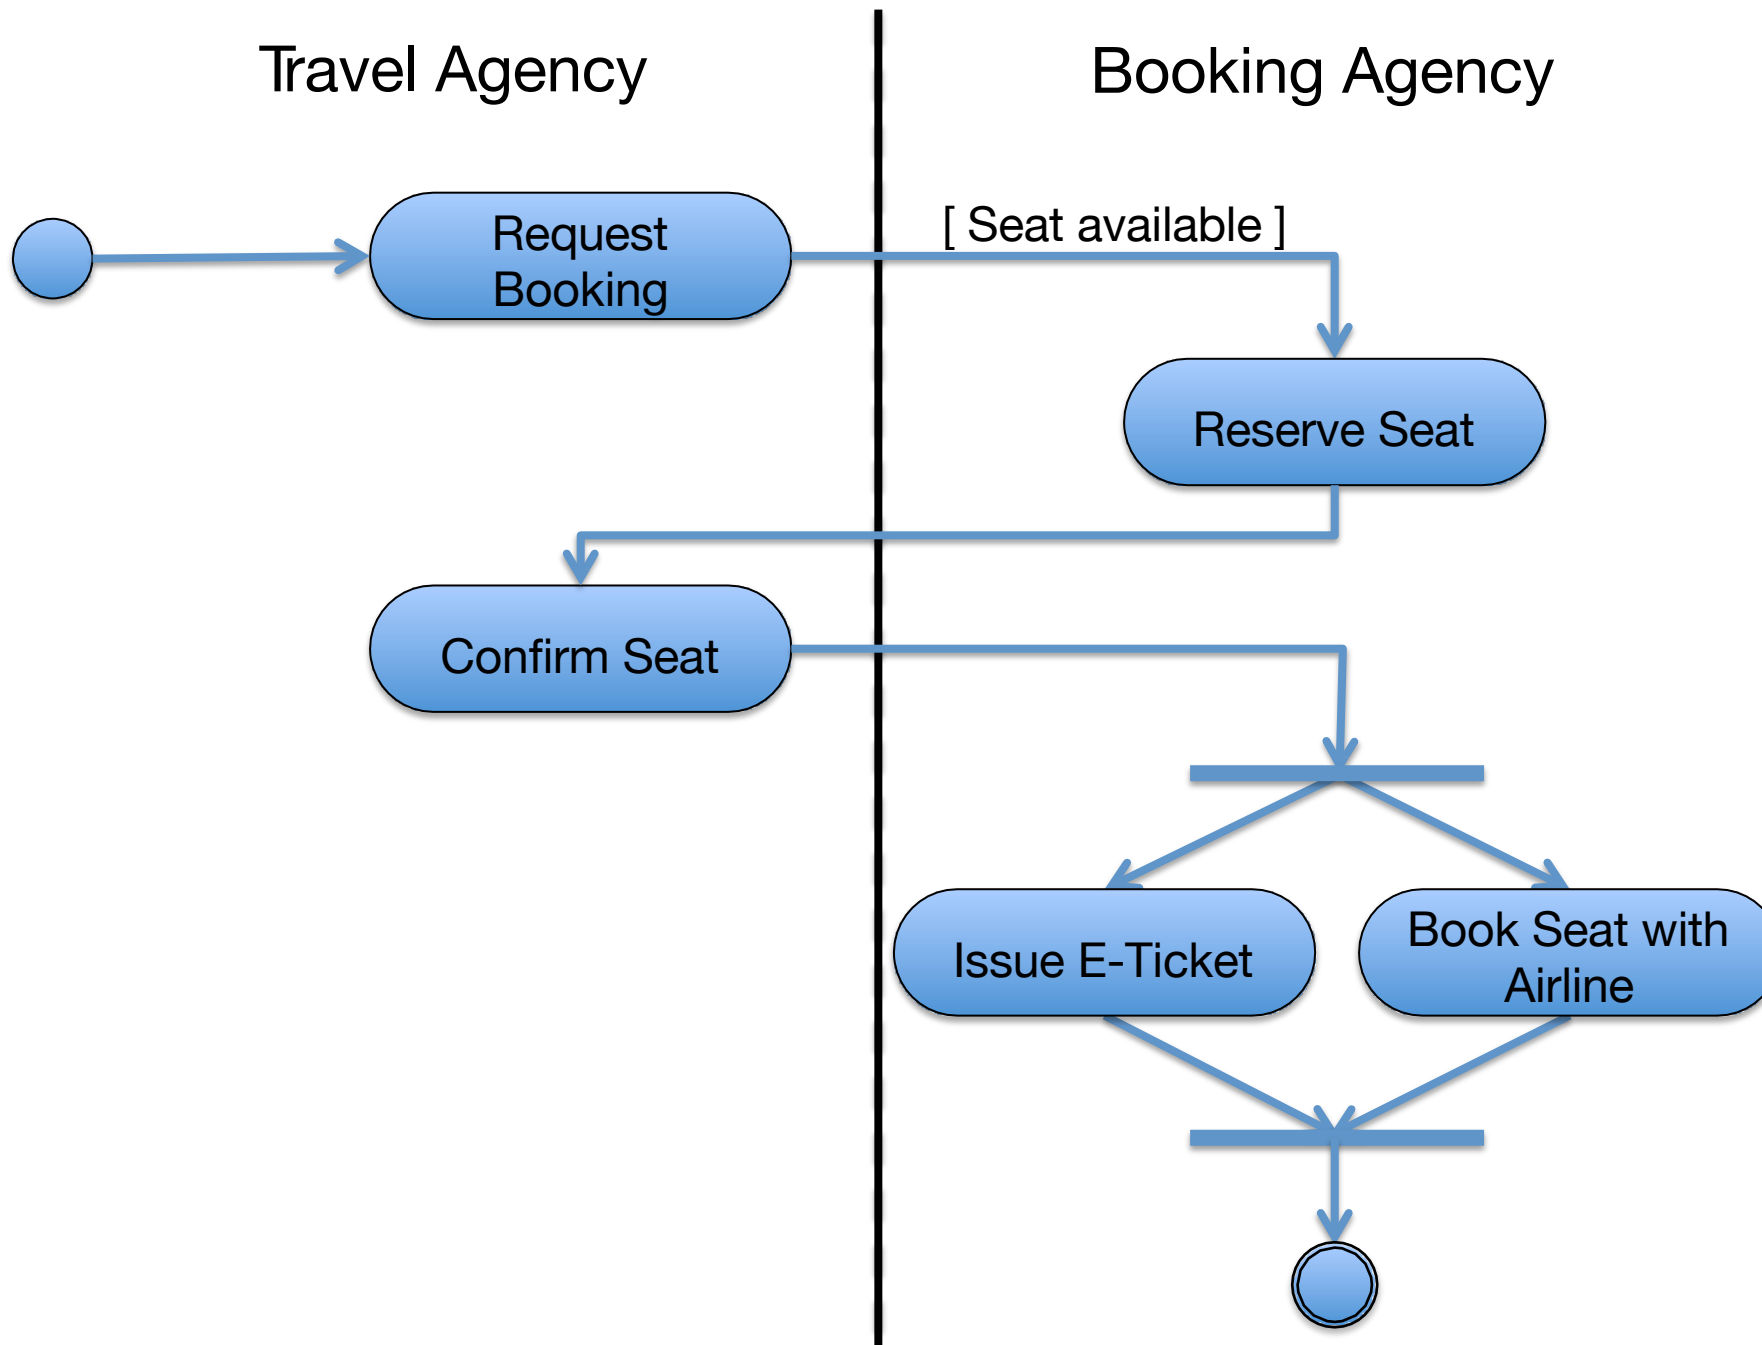 Travel Agency
Booking Agency
Request
Booking
[ Seat available ]
Reserve Seat
Confirm Seat
Issue E-Ticket
Book Seat with
Airline